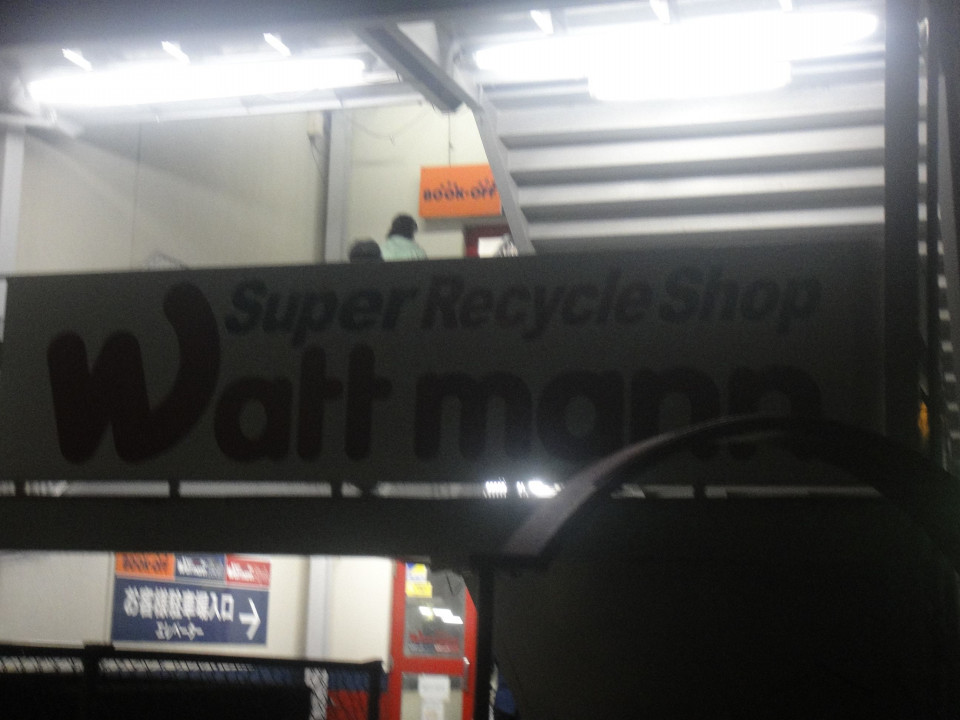 BOOK-OFF
Super Recycle Shop
Watt mann
BOOK-OFF
お客様駐車場入口
エレベーター